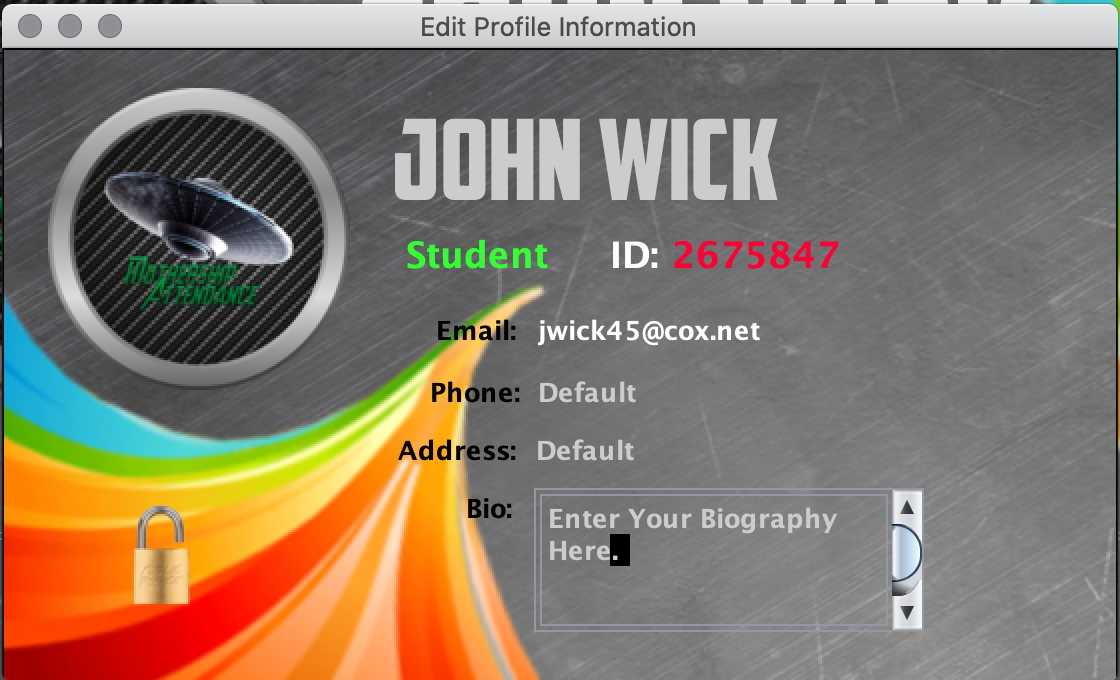 Edit Profile Information
JOHN WICK
Student ID: 2675847
MOTHERSHIP
ATTENDANCE
Email: jwick45@cox.net
Phone: Default
Address: Default
Bio: Enter Your Biography
Here.